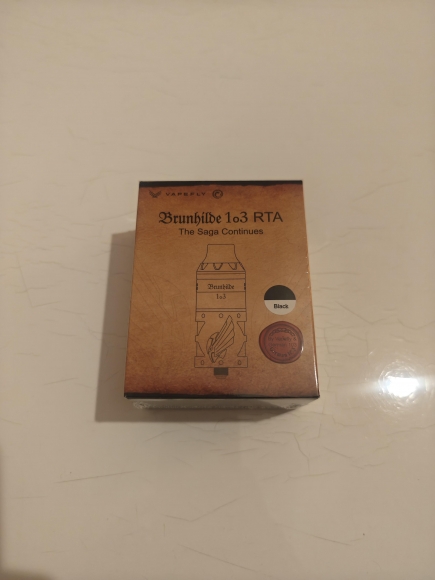 VAPEFLY
Brunhilde 1o3 RTA
The Saga Continues
Brunhilde
1o3
Black